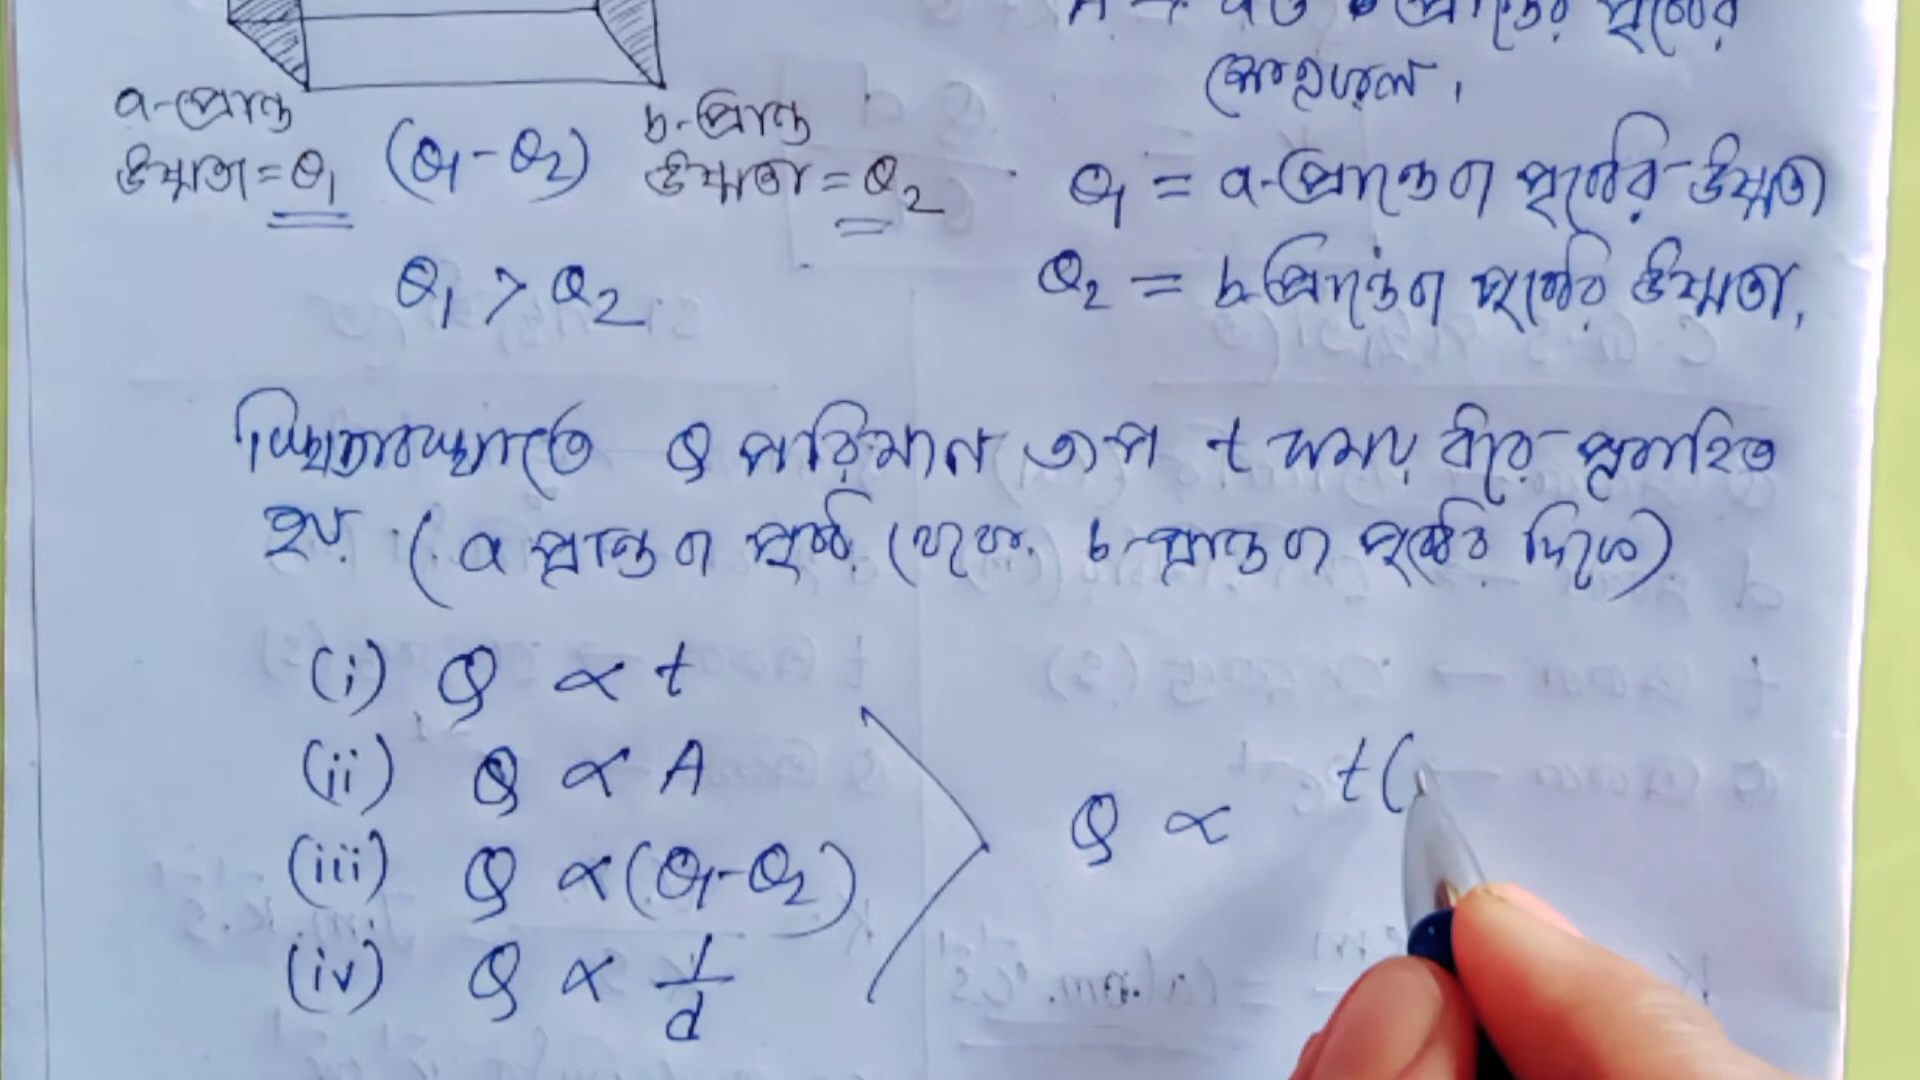 প্রান্তের পৃষ্ঠের
ক্ষেত্রফল।
a-প্রান্ত
b-প্রান্ত
উষ্ণতা = θ₁
(θ₁-θ₂)
উষ্ণতা = θ₂
θ₁ = a-প্রান্তের পৃষ্ঠের উষ্ণতা
θ₁ > θ₂
θ₂ = b-প্রান্তের পৃষ্ঠের উষ্ণতা।
স্থিতাবস্থাতে Q পরিমান তাপ t সময় ধরে প্রবাহিত
হয়. (a প্রান্তের পৃষ্ঠ থেকে b-প্রান্তের পৃষ্ঠের দিকে)
(i) Q ∝ t
(ii) Q ∝ A
(iii) Q ∝ (θ₁-θ₂)
(iv) Q ∝ 1/d
Q ∝ t(